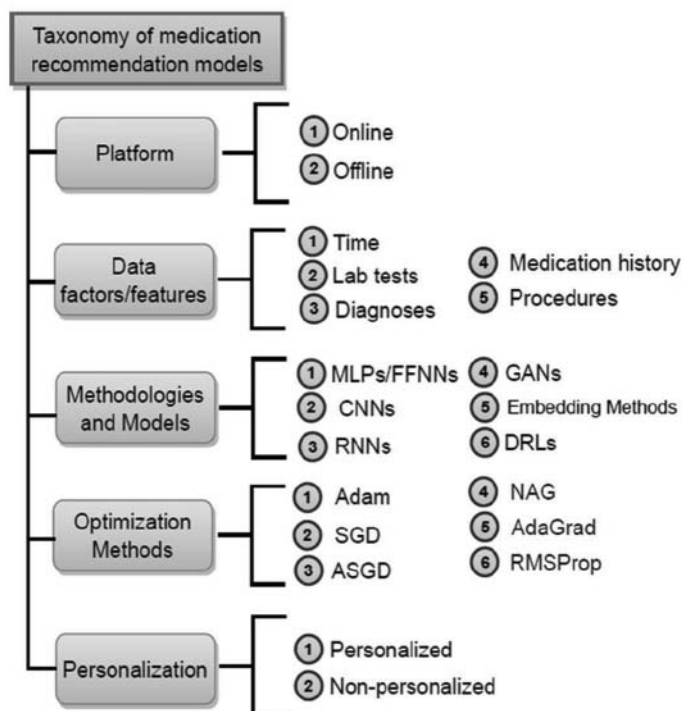 Taxonomy of medication
recommendation models
Platform
1 Online
2 Offline
Data
factors/features
1 Time
2 Lab tests
3 Diagnoses
4 Medication history
5 Procedures
Methodologies
and Models
1 MLPs/FFNNs
2 CNNs
3 RNNs
4 GANs
5 Embedding Methods
6 DRLs
Optimization
Methods
1 Adam
2 SGD
3 ASGD
4 NAG
5 AdaGrad
6 RMSProp
Personalization
1 Personalized
2 Non-personalized